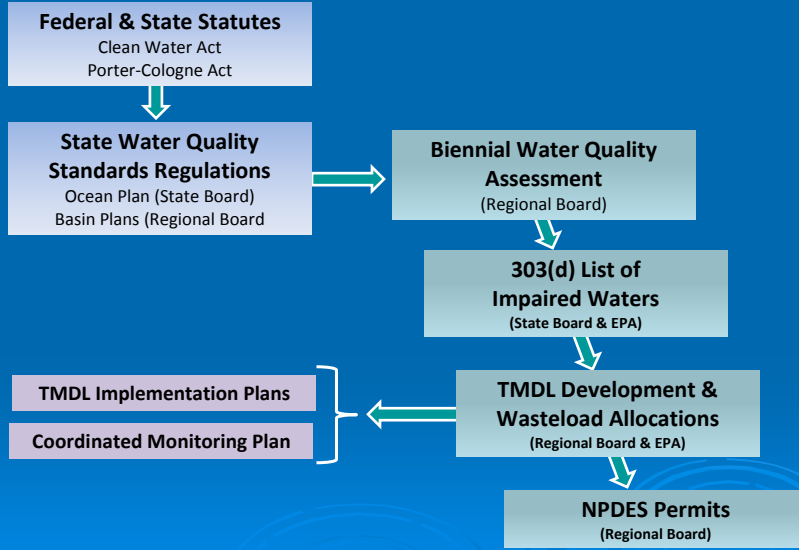 Federal & State Statutes
Clean Water Act
Porter-Cologne Act
State Water Quality
Standards Regulations
Ocean Plan (State Board)
Basin Plans (Regional Board
Biennial Water Quality
Assessment
(Regional Board)
303(d) List of
Impaired Waters
(State Board & EPA)
TMDL Development &
Wasteload Allocations
(Regional Board & EPA)
TMDL Implementation Plans
Coordinated Monitoring Plan
NPDES Permits
(Regional Board)